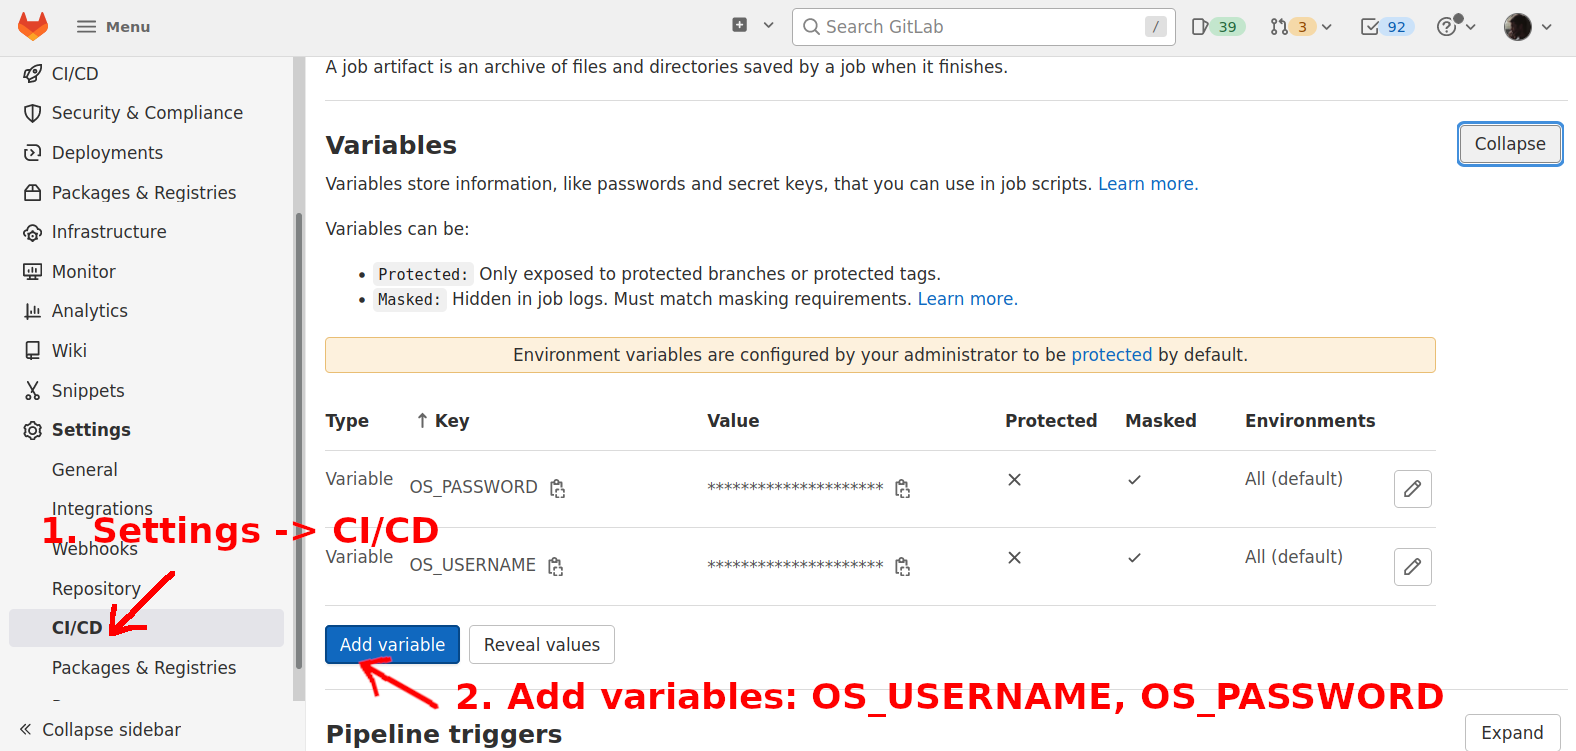 Menu
Search GitLab
/
39
3
92
CI/CD
Security & Compliance
Deployments
Packages & Registries
Infrastructure
Monitor
Analytics
Wiki
Snippets
Settings
General
Integrations
1. Settings -> CI/CD
Webhooks
Repository
CI/CD
Packages & Registries
Collapse sidebar
A job artifact is an archive of files and directories saved by a job when it finishes.
Variables
Collapse
Variables store information, like passwords and secret keys, that you can use in job scripts. Learn more.
Variables can be:
• Protected: Only exposed to protected branches or protected tags.
• Masked: Hidden in job logs. Must match masking requirements. Learn more.
Environment variables are configured by your administrator to be protected by default.
Type ↑ Key Value Protected Masked Environments
Variable OS_PASSWORD ********************* All (default)
Variable OS_USERNAME ********************* All (default)
Add variable Reveal values
2. Add variables: OS_USERNAME, OS_PASSWORD
Pipeline triggers
Expand